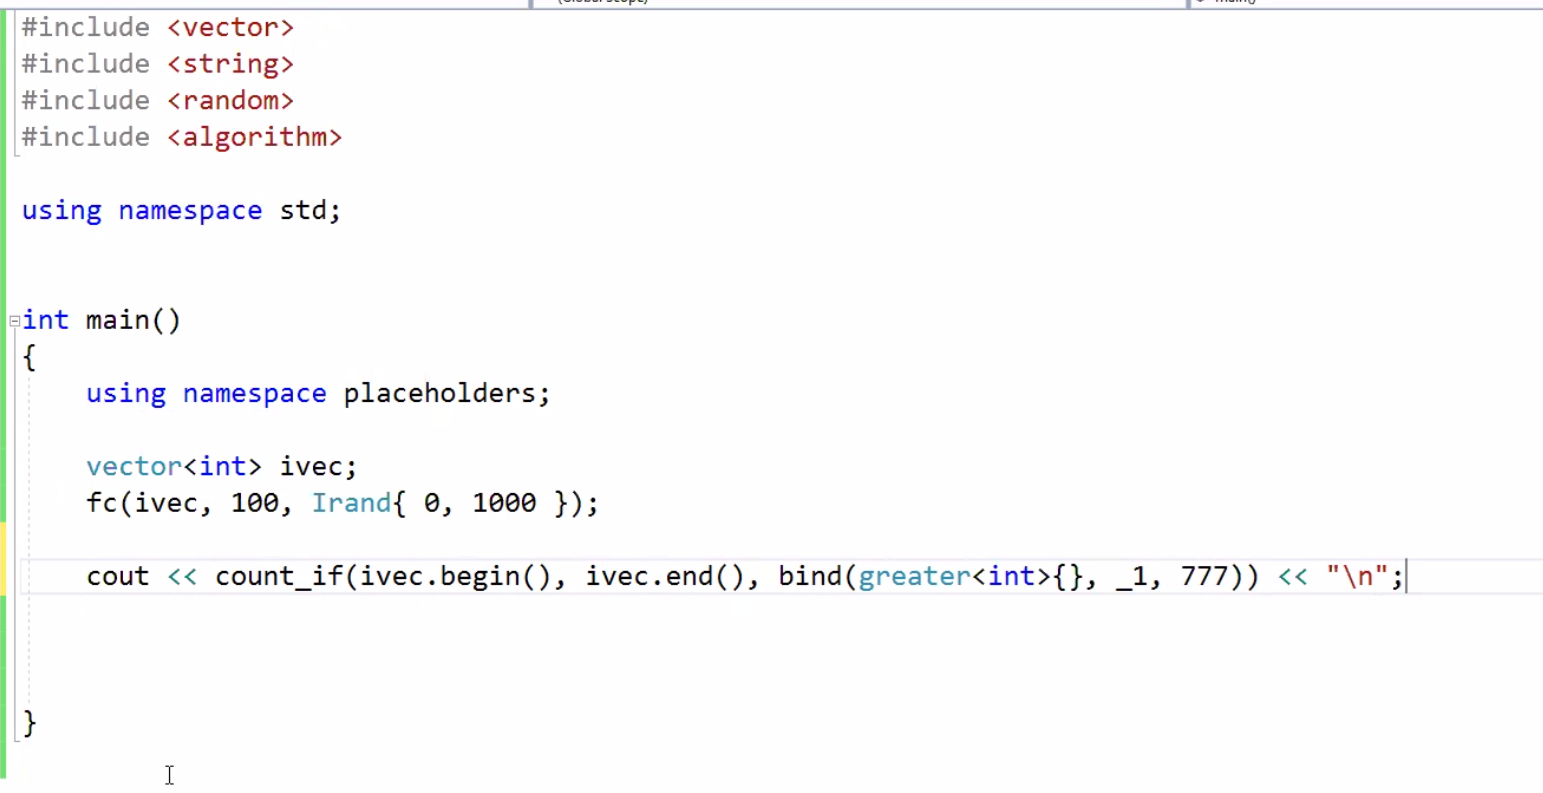 #include <vector>
#include <string>
#include <random>
#include <algorithm>
using namespace std;
int main()
{
using namespace placeholders;
vector<int> ivec;
fc(ivec, 100, Irand{ 0, 1000 });
cout << count_if(ivec.begin(), ivec.end(), bind(greater<int>{}, _1, 777)) << "\n";
}